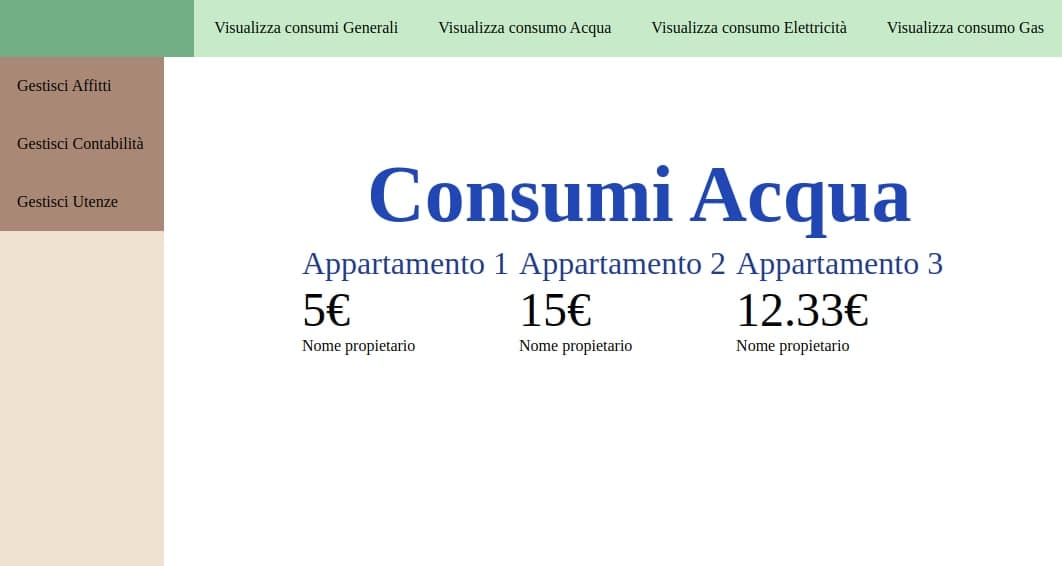 Visualizza consumi Generali Visualizza consumo Acqua Visualizza consumo Elettricità Visualizza consumo Gas
Gestisci Affitti
Gestisci Contabilità
Gestisci Utenze
Consumi Acqua
Appartamento 1 Appartamento 2 Appartamento 3
5€ 15€ 12.33€
Nome propietario Nome propietario Nome propietario